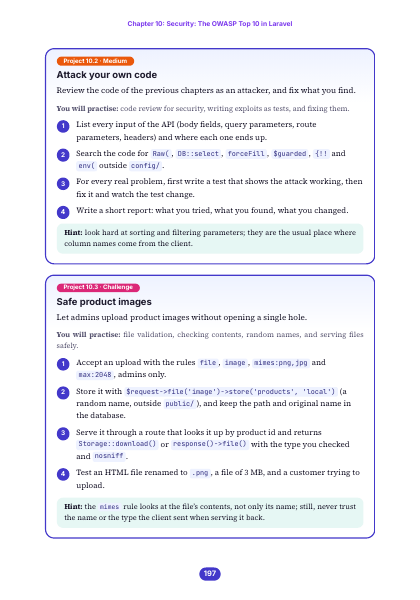 Chapter 10: Security: The OWASP Top 10 in Laravel
Project 10.2 · Medium
Attack your own code
Review the code of the previous chapters as an attacker, and fix what you find.
You will practise: code review for security, writing exploits as tests, and fixing them.
1 List every input of the API (body fields, query parameters, route
parameters, headers) and where each one ends up.
2 Search the code for Raw( , DB::select , forceFill , $guarded , {!! and
env( outside config/ .
3 For every real problem, first write a test that shows the attack working, then
fix it and watch the test change.
4 Write a short report: what you tried, what you found, what you changed.
Hint: look hard at sorting and filtering parameters; they are the usual place where
column names come from the client.
Project 10.3 · Challenge
Safe product images
Let admins upload product images without opening a single hole.
You will practise: file validation, checking contents, random names, and serving files
safely.
1 Accept an upload with the rules file , image , mimes:png,jpg and
max:2048 , admins only.
2 Store it with $request->file('image')->store('products', 'local') (a
random name, outside public/ ), and keep the path and original name in
the database.
3 Serve it through a route that looks it up by product id and returns
Storage::download() or response()->file() with the type you checked
and nosniff .
4 Test an HTML file renamed to .png , a file of 3 MB, and a customer trying to
upload.
Hint: the mimes rule looks at the file's contents, not only its name; still, never trust
the name or the type the client sent when serving it back.
197